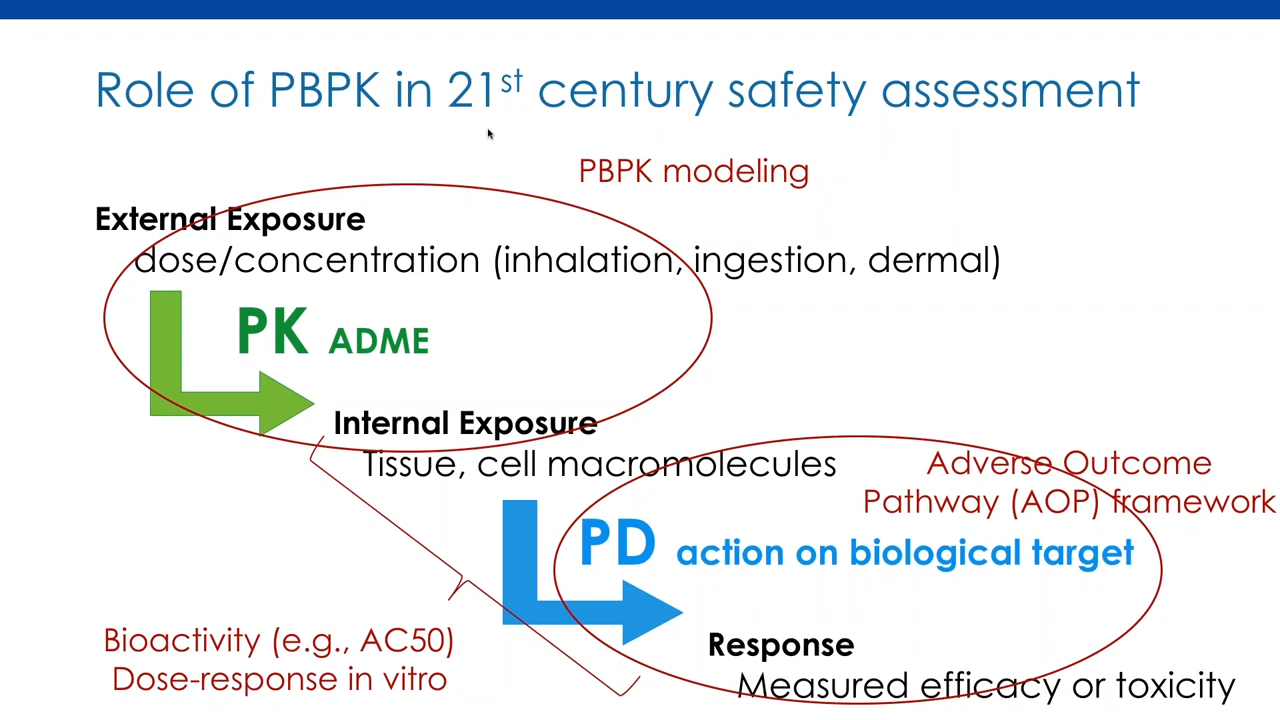 Role of PBPK in 21st century safety assessment
PBPK modeling
External Exposure
dose/concentration (inhalation, ingestion, dermal)
PK ADME
Internal Exposure
Tissue, cell macromolecules
Adverse Outcome
Pathway (AOP) framework
PD action on biological target
Bioactivity (e.g., AC50)
Dose-response in vitro
Response
Measured efficacy or toxicity